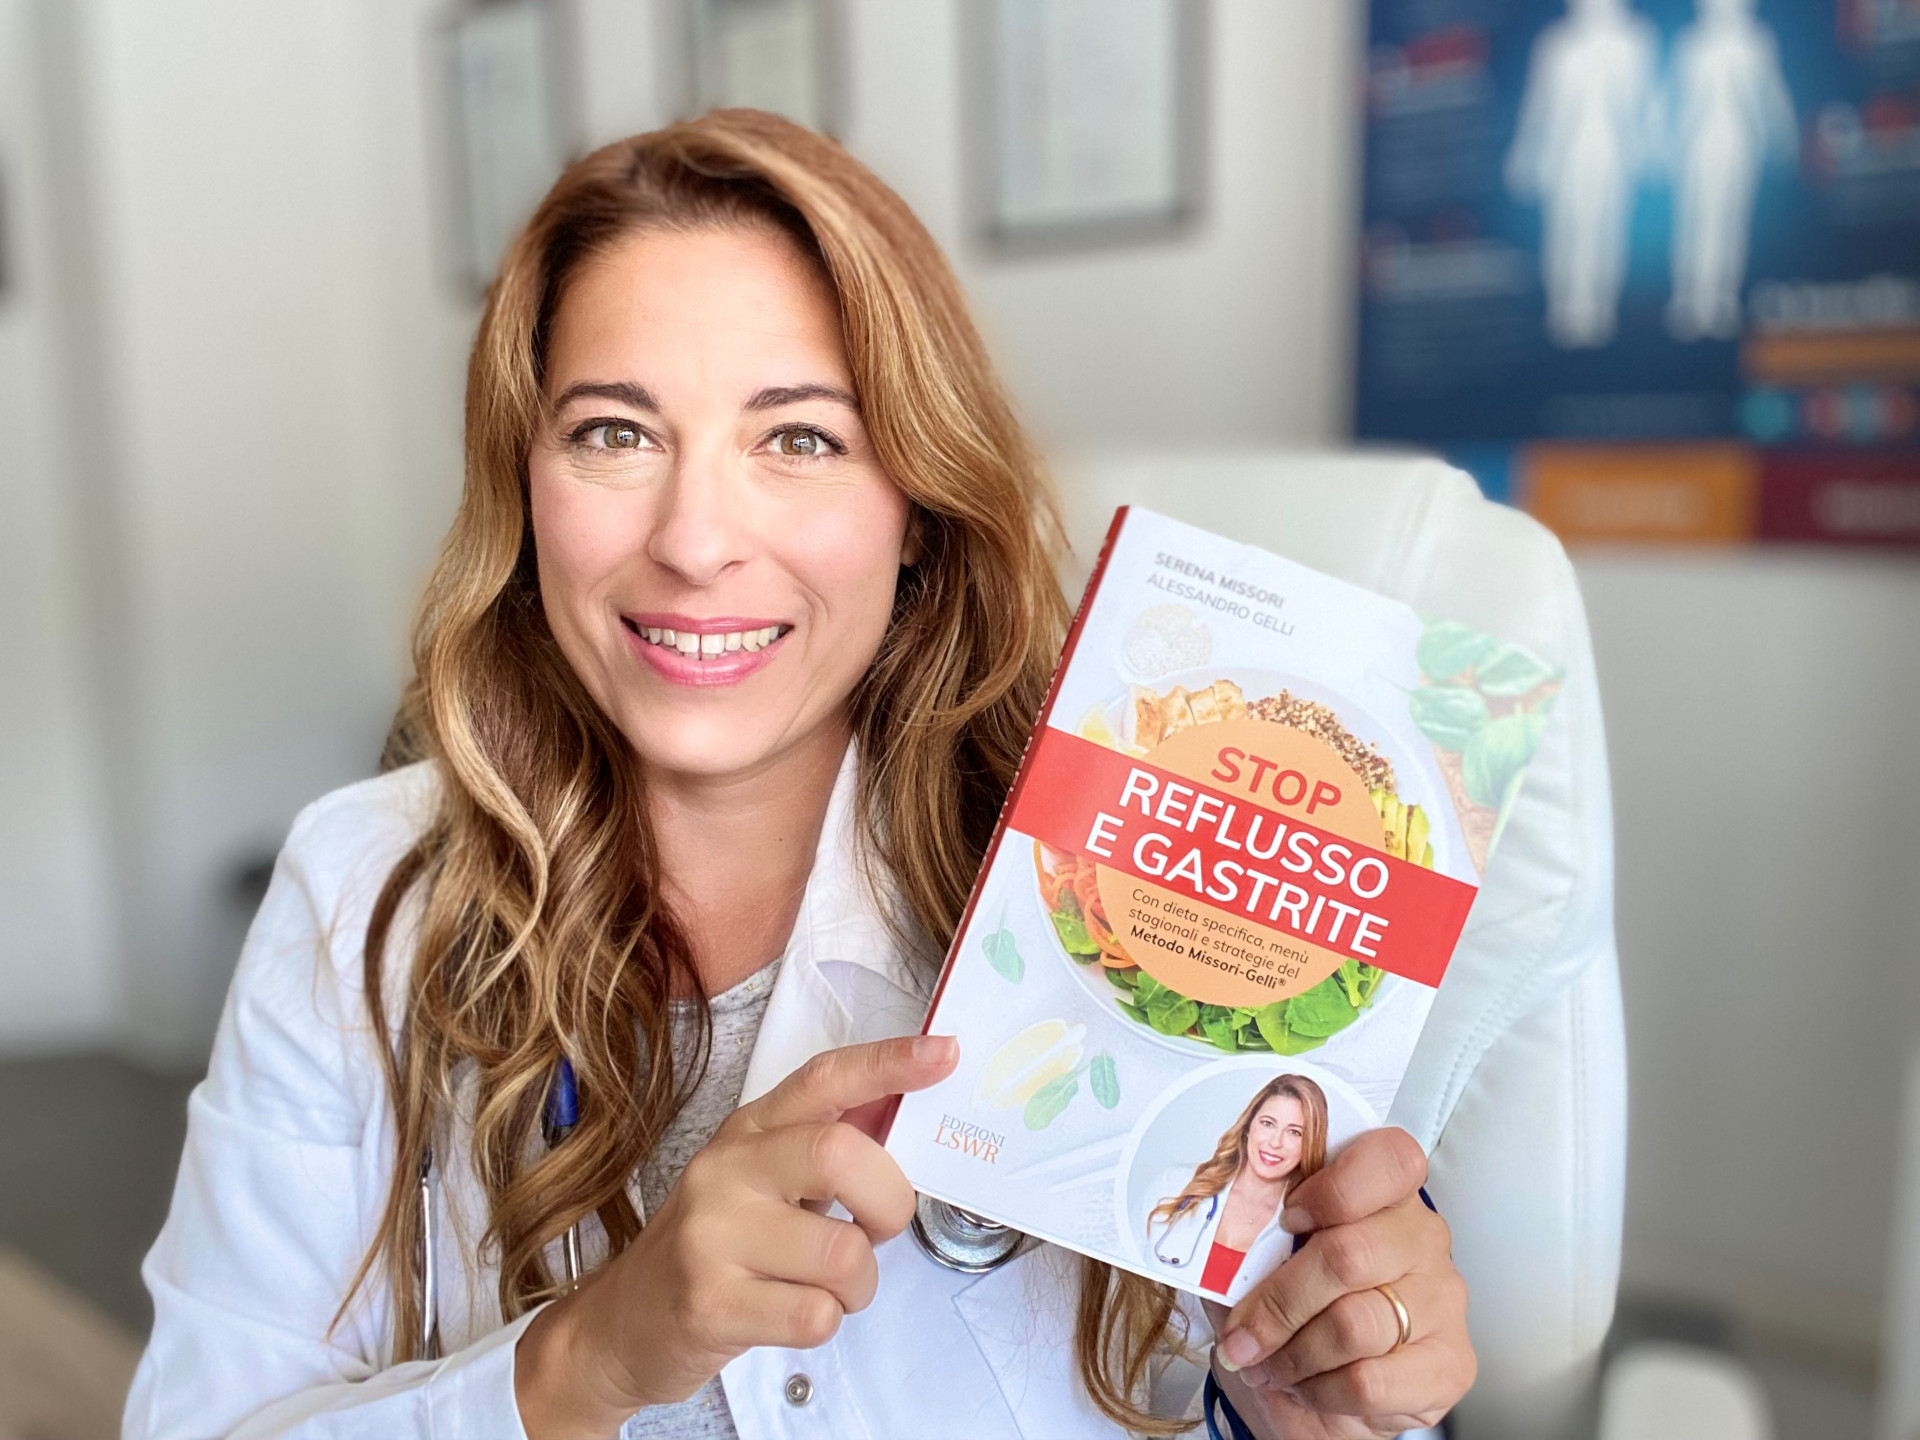 SERENA MISSORI
ALESSANDRO GELLI
STOP
REFLUSSO
E GASTRITE
Con dieta specifica, menù
stagionali e strategie del
Metodo Missori-Gelli®
EDIZIONI
LSWR